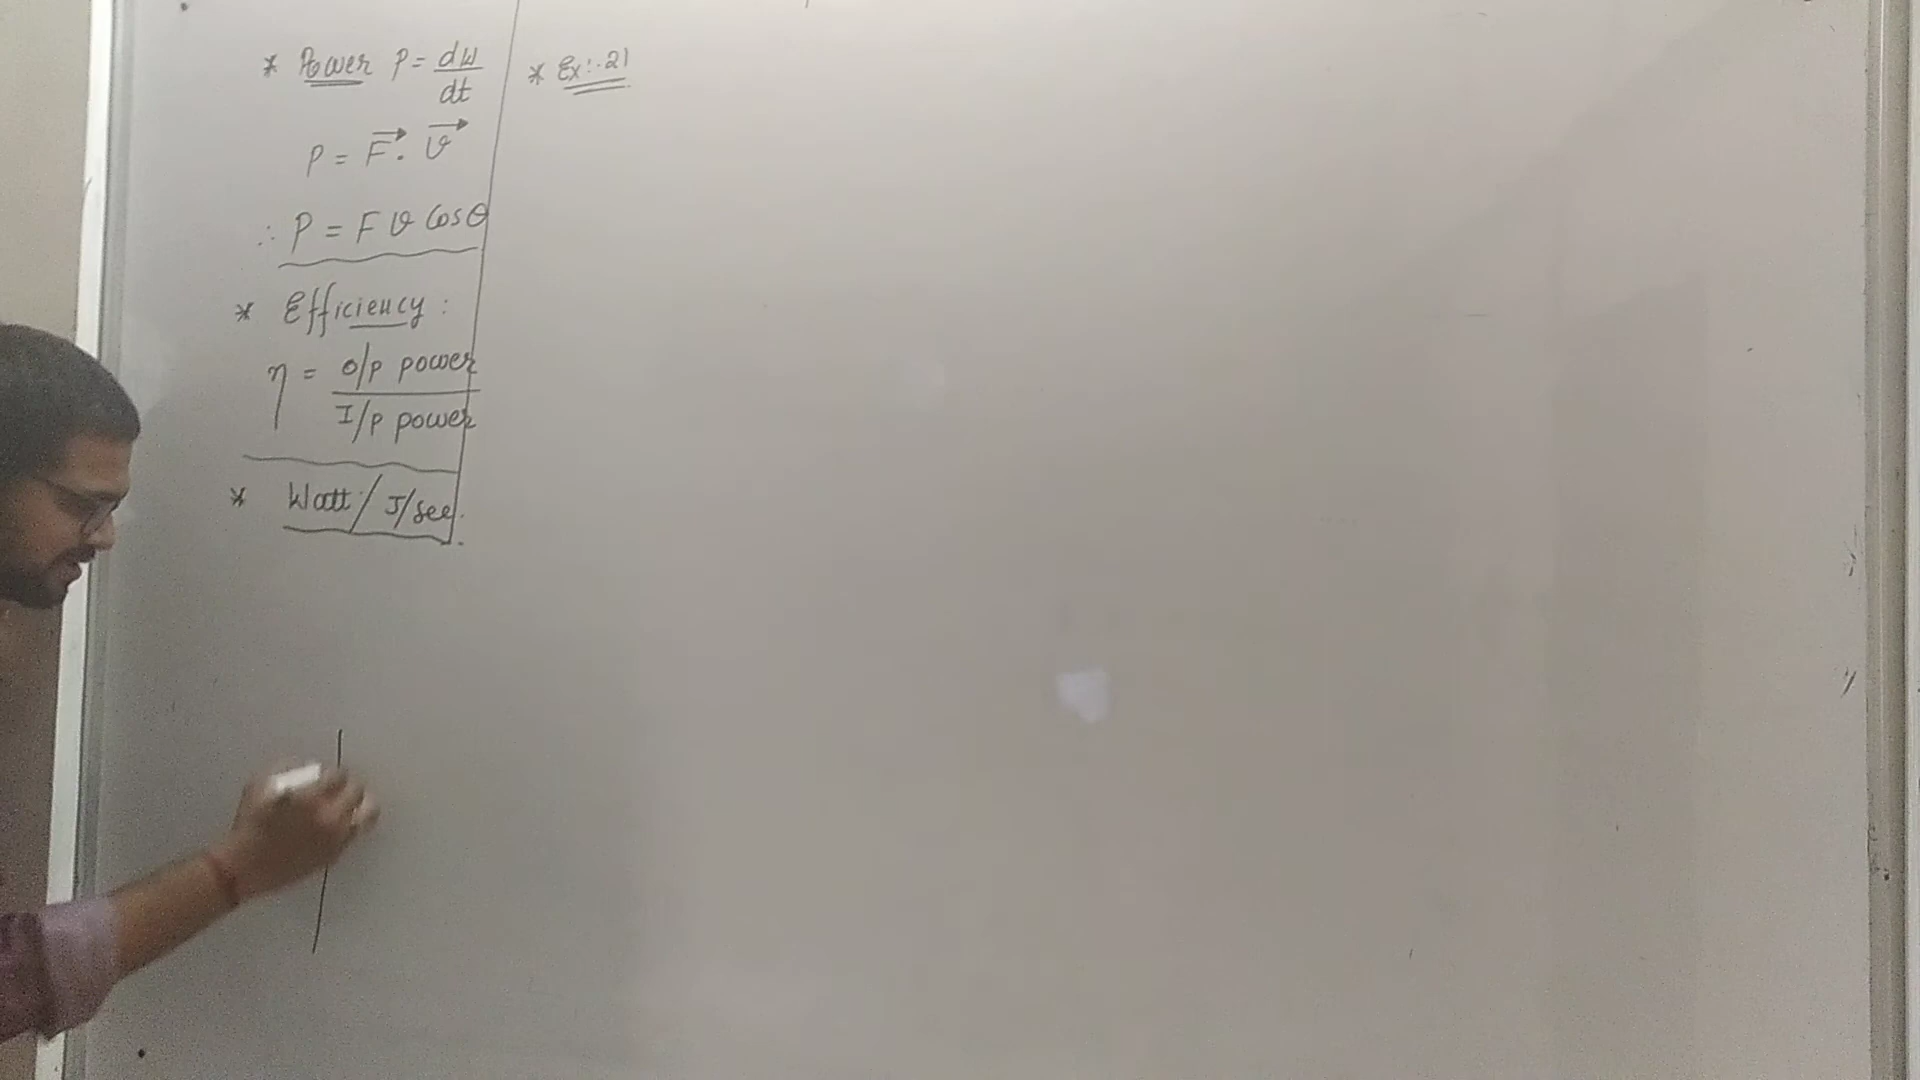 * Power P = dW/dt
P = F⃗ . v⃗
∴ P = F v Cosθ
* Efficiency :
η = O/P power / I/P power
* Watt / J/sec.
* Ex:- 21